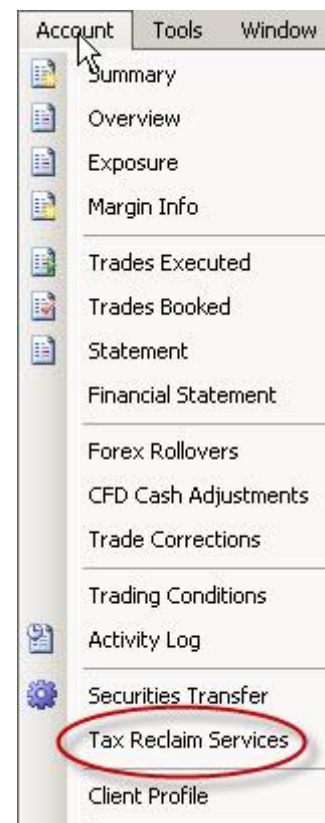 Account Tools Window
Summary
Overview
Exposure
Margin Info
Trades Executed
Trades Booked
Statement
Financial Statement
Forex Rollovers
CFD Cash Adjustments
Trade Corrections
Trading Conditions
Activity Log
Securities Transfer
Tax Reclaim Services
Client Profile